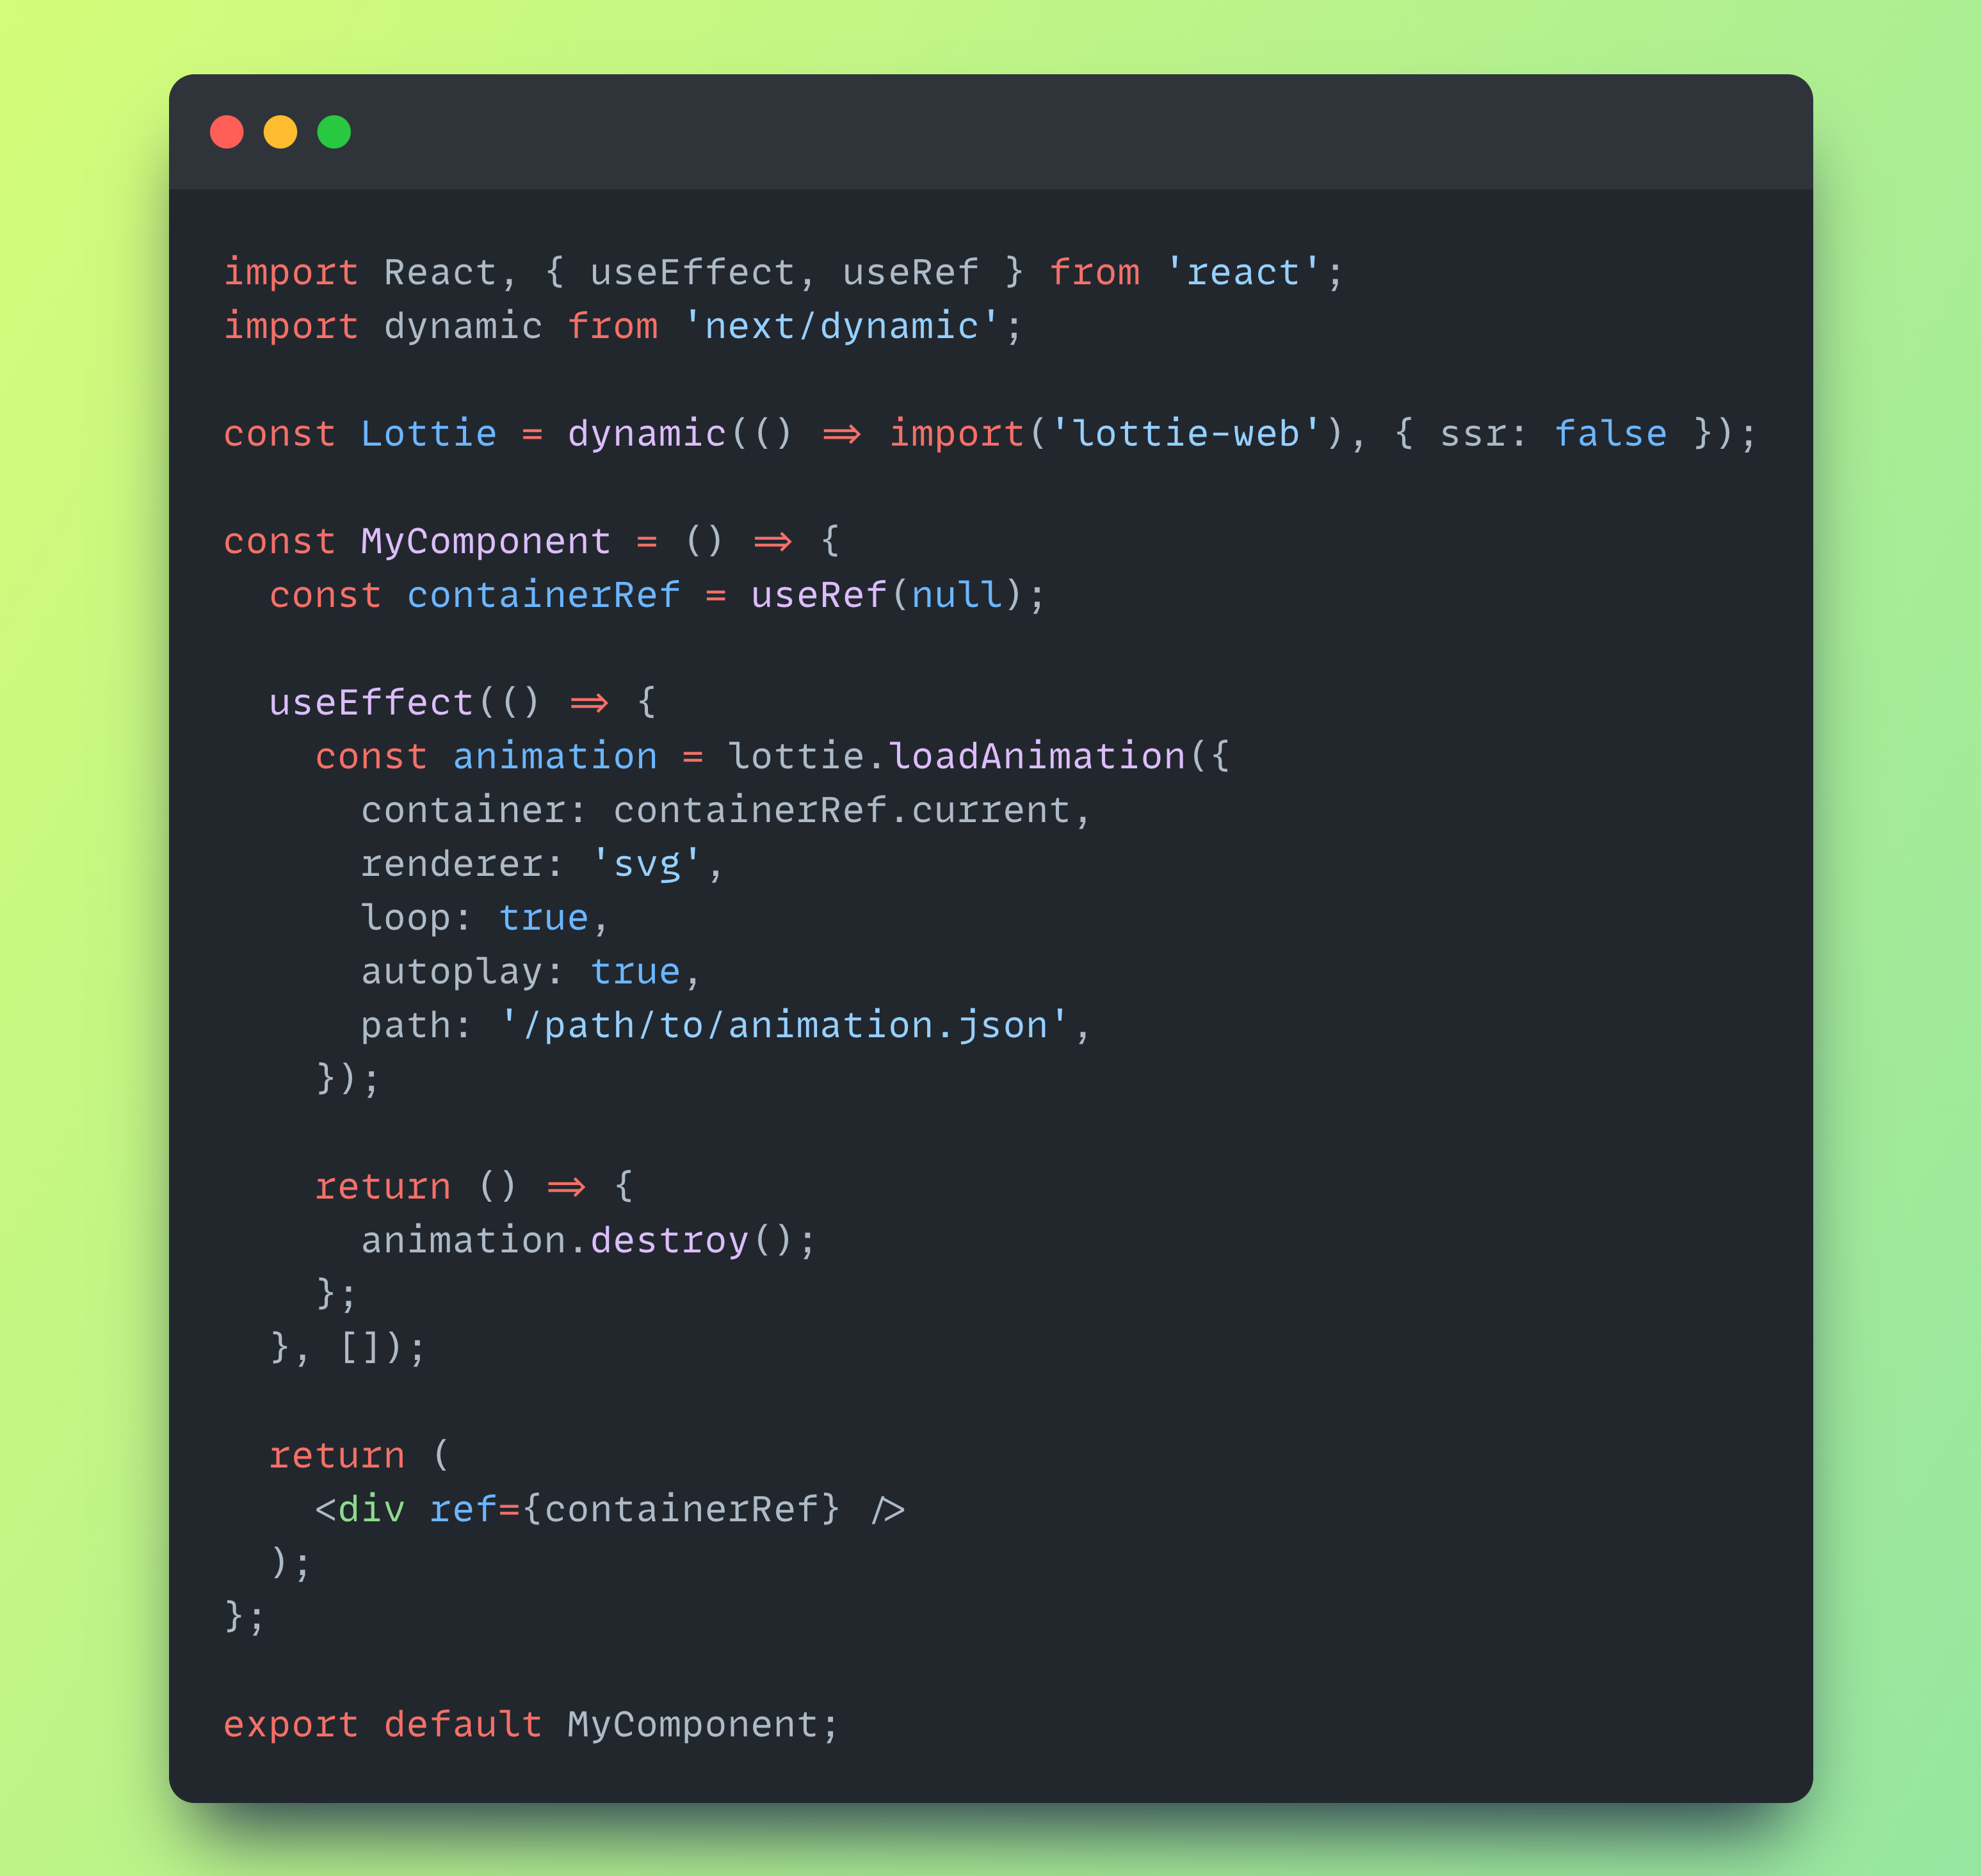 import React, { useEffect, useRef } from 'react';
import dynamic from 'next/dynamic';

const Lottie = dynamic(() => import('lottie-web'), { ssr: false });

const MyComponent = () => {
  const containerRef = useRef(null);

  useEffect(() => {
    const animation = lottie.loadAnimation({
      container: containerRef.current,
      renderer: 'svg',
      loop: true,
      autoplay: true,
      path: '/path/to/animation.json',
    });

    return () => {
      animation.destroy();
    };
  }, []);

  return (
    <div ref={containerRef} />
  );
};

export default MyComponent;